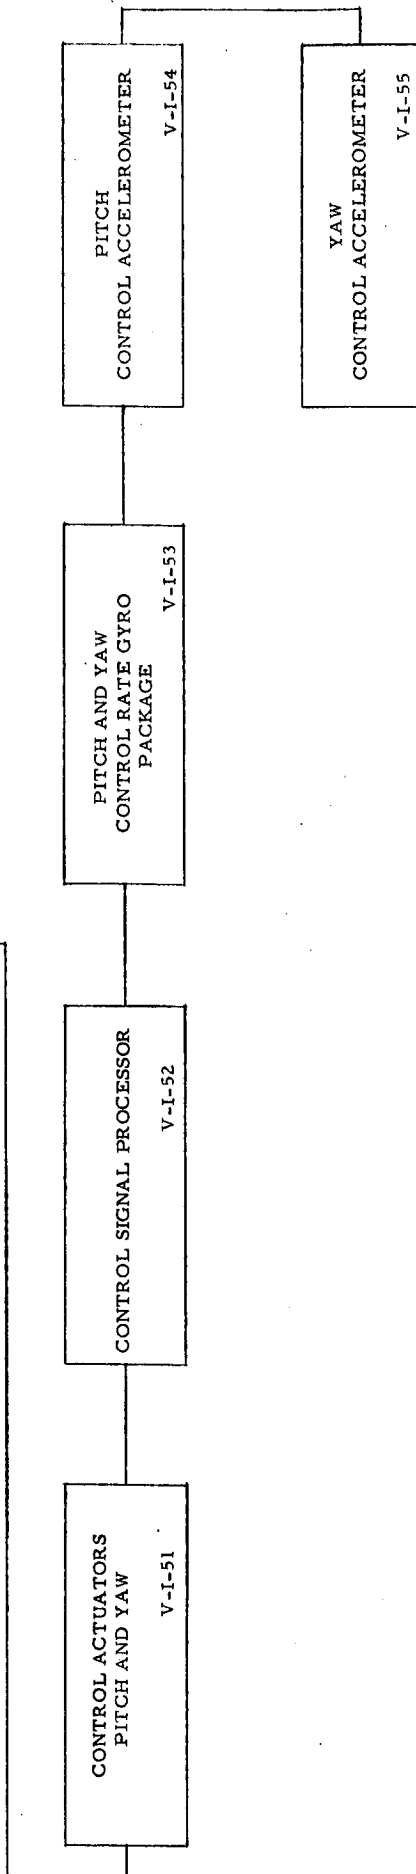 CONTROL ACTUATORS
PITCH AND YAW
V-I-51
CONTROL SIGNAL PROCESSOR
V-I-52
PITCH AND YAW
CONTROL RATE GYRO
PACKAGE
V-I-53
PITCH
CONTROL ACCELEROMETER
V-I-54
YAW
CONTROL ACCELEROMETER
V-I-55